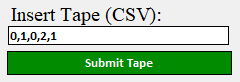 Insert Tape (CSV):
0,1,0,2,1
Submit Tape